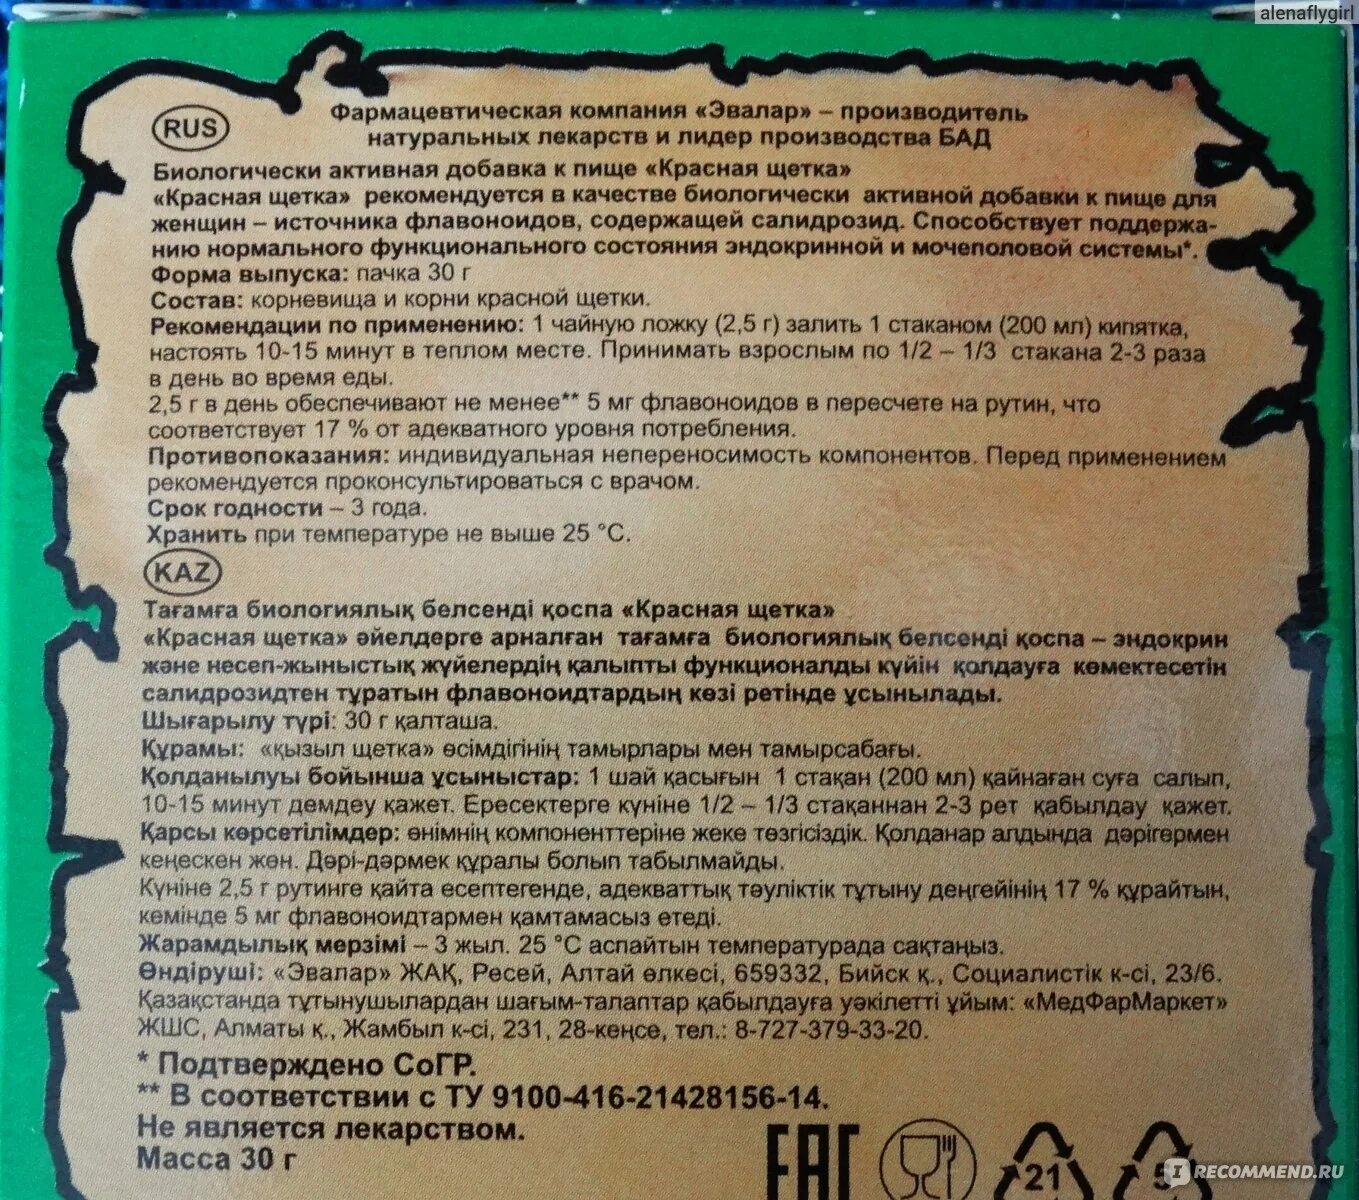 alenaflygirl
RUS
Фармацевтическая компания «Эвалар» – производитель
натуральных лекарств и лидер производства БАД
Биологически активная добавка к пище «Красная щетка»
«Красная щетка» рекомендуется в качестве биологически активной добавки к пище для
женщин – источника флавоноидов, содержащей салидрозид. Способствует поддержа-
нию нормального функционального состояния эндокринной и мочеполовой системы*.
Форма выпуска: пачка 30 г
Состав: корневища и корни красной щетки.
Рекомендации по применению: 1 чайную ложку (2,5 г) залить 1 стаканом (200 мл) кипятка,
настоять 10-15 минут в теплом месте. Принимать взрослым по 1/2 – 1/3 стакана 2-3 раза
в день во время еды.
2,5 г в день обеспечивают не менее** 5 мг флавоноидов в пересчете на рутин, что
соответствует 17 % от адекватного уровня потребления.
Противопоказания: индивидуальная непереносимость компонентов. Перед применением
рекомендуется проконсультироваться с врачом.
Срок годности – 3 года.
Хранить при температуре не выше 25 °С.
KAZ
Тағамға биологиялық белсенді қоспа «Красная щетка»
«Красная щетка» әйелдерге арналған тағамға биологиялық белсенді қоспа – эндокрин
және несеп-жыныстық жүйелердің қалыпты функционалды күйін қолдауға көмектесетін
салидрозидтен тұратын флавоноидтардың көзі ретінде ұсынылады.
Шығарылу түрі: 30 г қалташа.
Құрамы: «қызыл щетка» өсімдігінің тамырлары мен тамырсабағы.
Қолданылуы бойынша ұсыныстар: 1 шай қасығын 1 стақан (200 мл) қайнаған суға салып,
10-15 минут демдеу қажет. Ересектерге күніне 1/2 – 1/3 стақаннан 2-3 рет қабылдау қажет.
Қарсы көрсетілімдер: өнімнің компоненттеріне жеке төзгісіздік. Қолданар алдында дәрігермен
кеңескен жөн. Дәрі-дәрмек құралы болып табылмайды.
Күніне 2,5 г рутинге қайта есептегенде, адекваттық тәуліктік тұтыну деңгейінің 17 % құрайтын,
кемінде 5 мг флавоноидтармен қамтамасыз етеді.
Жарамдылық мерзімі – 3 жыл. 25 °С аспайтын температурада сақтаңыз.
Өндіруші: «Эвалар» ЖАҚ, Ресей, Алтай өлкесі, 659332, Бийск қ., Социалистік к-сі, 23/6.
Қазақстанда тұтынушылардан шағым-талаптар қабылдауға уәкілетті ұйым: «МедФарМаркет»
ЖШС, Алматы қ., Жамбыл к-сі, 231, 28-кеңсе, тел.: 8-727-379-33-20.
* Подтверждено СоГР.
** В соответствии с ТУ 9100-416-21428156-14.
Не является лекарством.
Масса 30 г
EAC
21
5
IRECOMMEND.RU